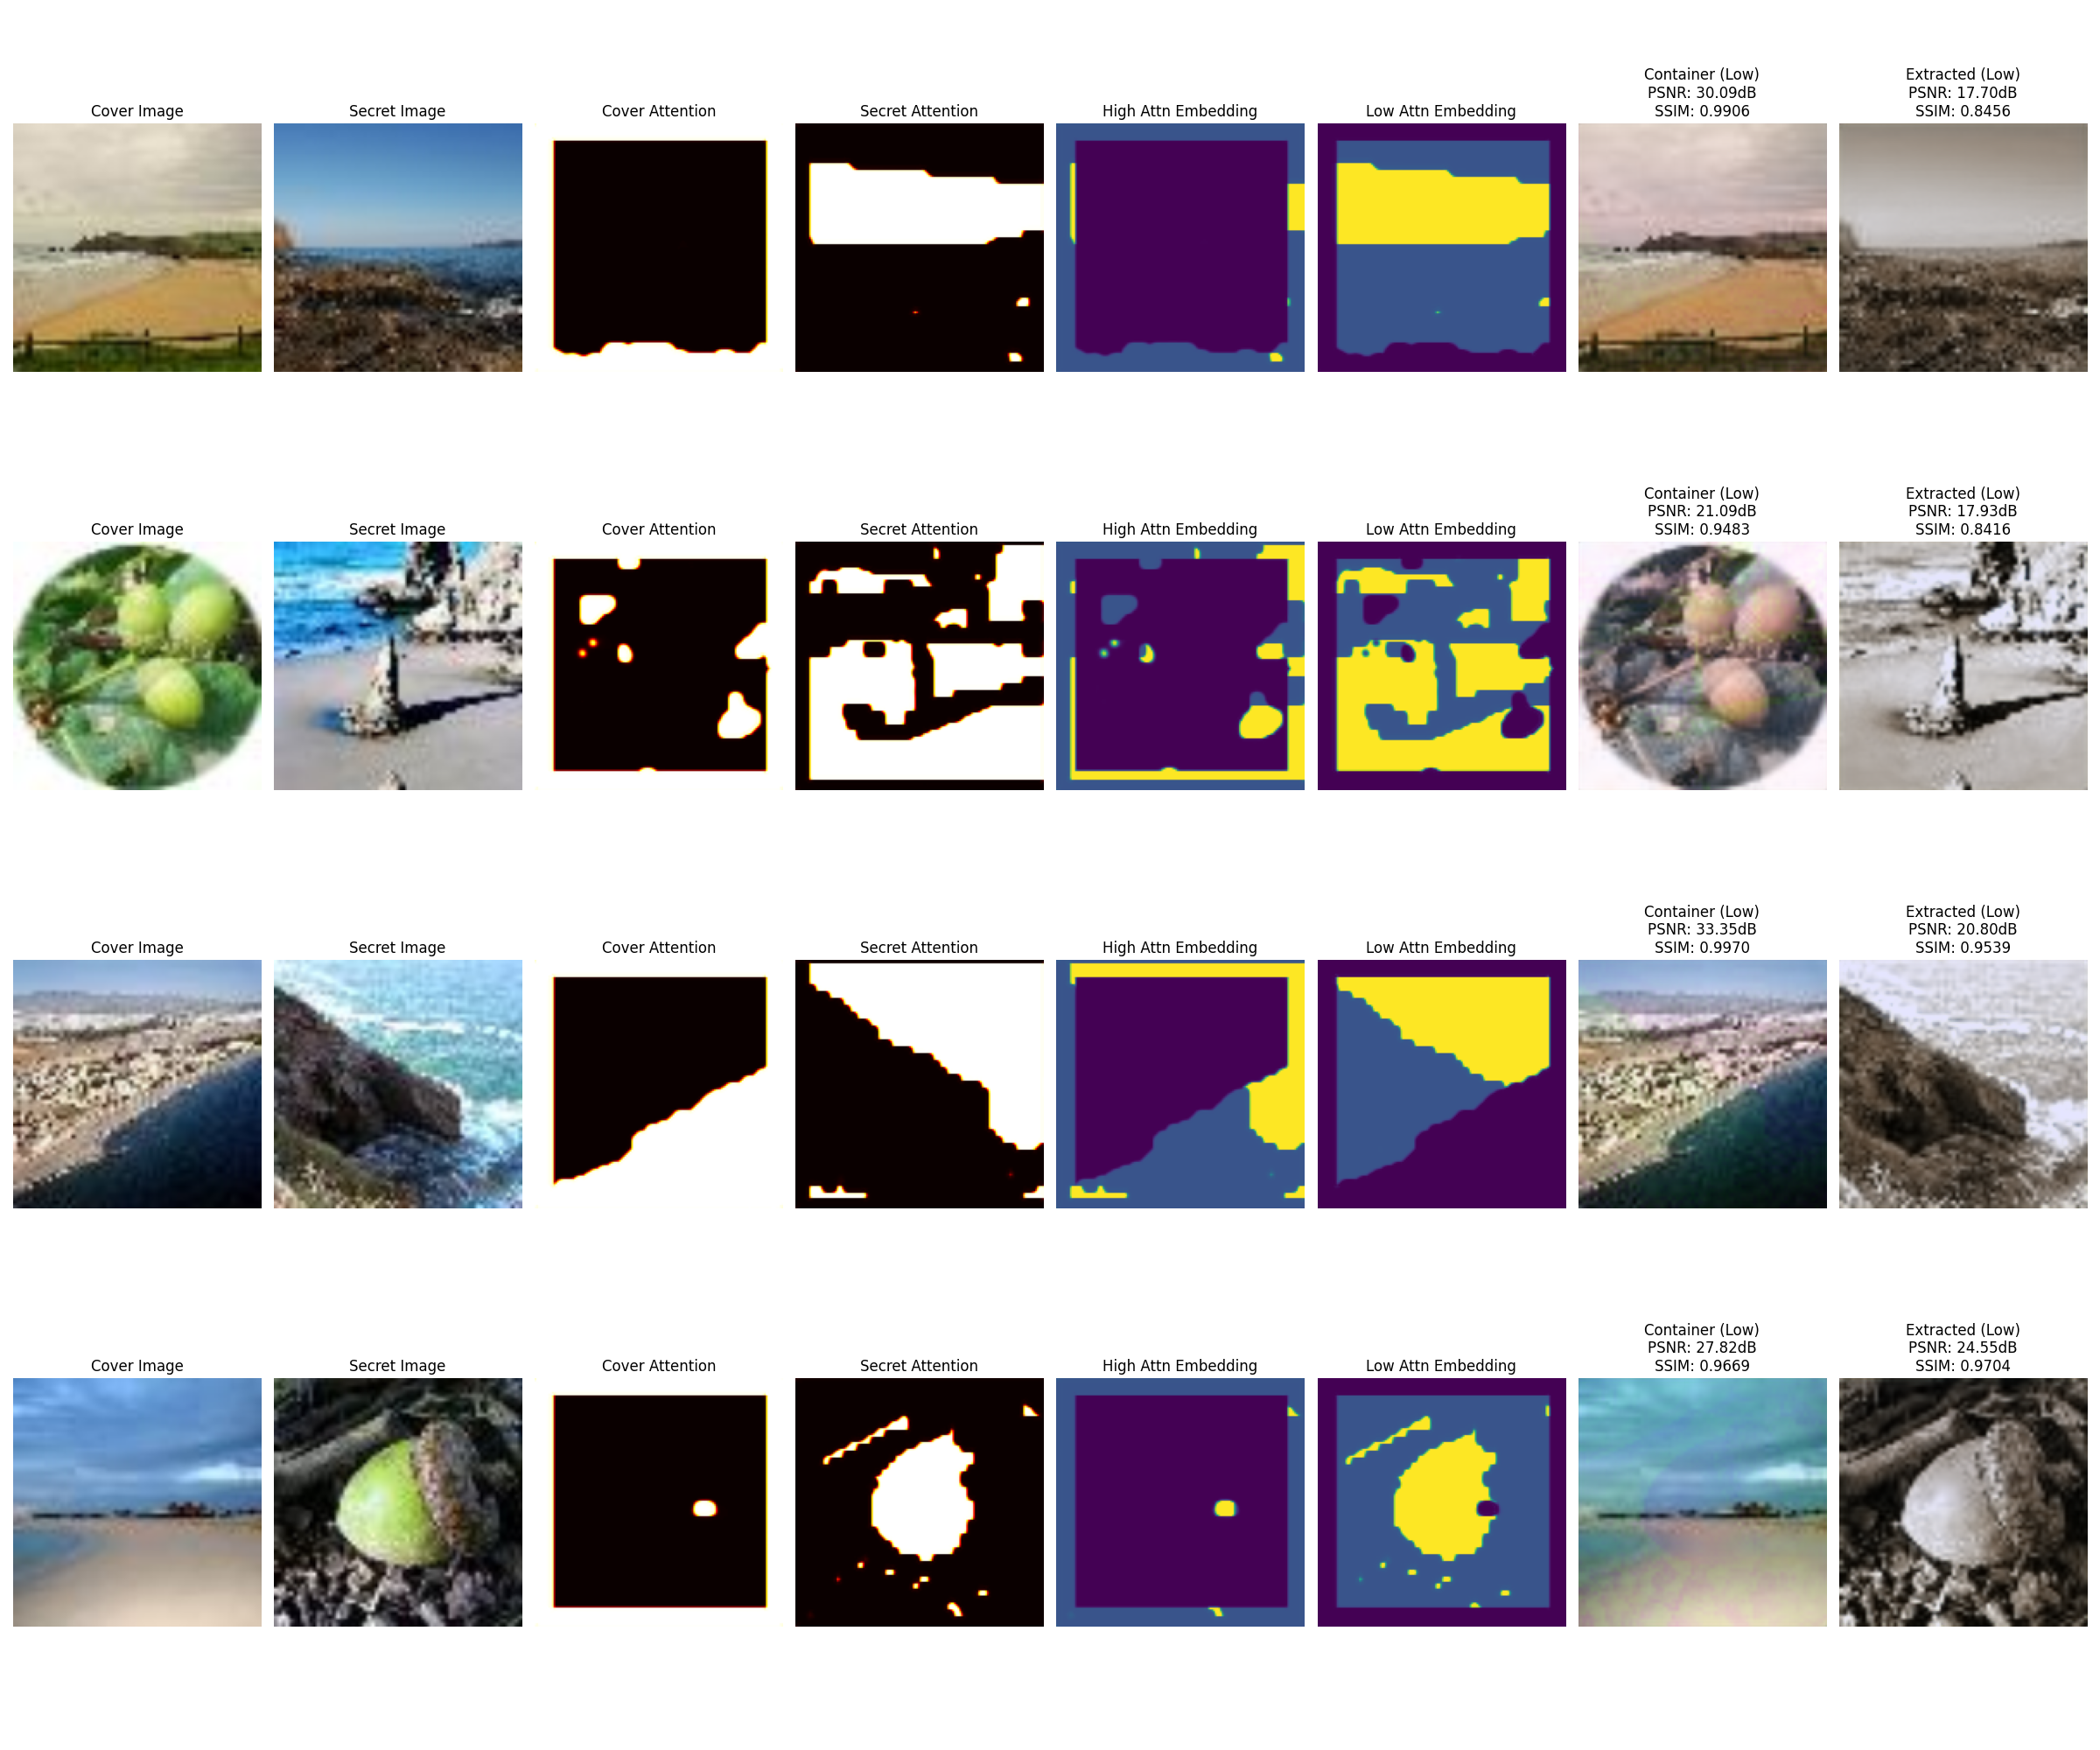 Cover Image
Secret Image
Cover Attention
Secret Attention
High Attn Embedding
Low Attn Embedding
Container (Low)
PSNR: 30.09dB
SSIM: 0.9906
Extracted (Low)
PSNR: 17.70dB
SSIM: 0.8456
Cover Image
Secret Image
Cover Attention
Secret Attention
High Attn Embedding
Low Attn Embedding
Container (Low)
PSNR: 21.09dB
SSIM: 0.9483
Extracted (Low)
PSNR: 17.93dB
SSIM: 0.8416
Cover Image
Secret Image
Cover Attention
Secret Attention
High Attn Embedding
Low Attn Embedding
Container (Low)
PSNR: 33.35dB
SSIM: 0.9970
Extracted (Low)
PSNR: 20.80dB
SSIM: 0.9539
Cover Image
Secret Image
Cover Attention
Secret Attention
High Attn Embedding
Low Attn Embedding
Container (Low)
PSNR: 27.82dB
SSIM: 0.9669
Extracted (Low)
PSNR: 24.55dB
SSIM: 0.9704